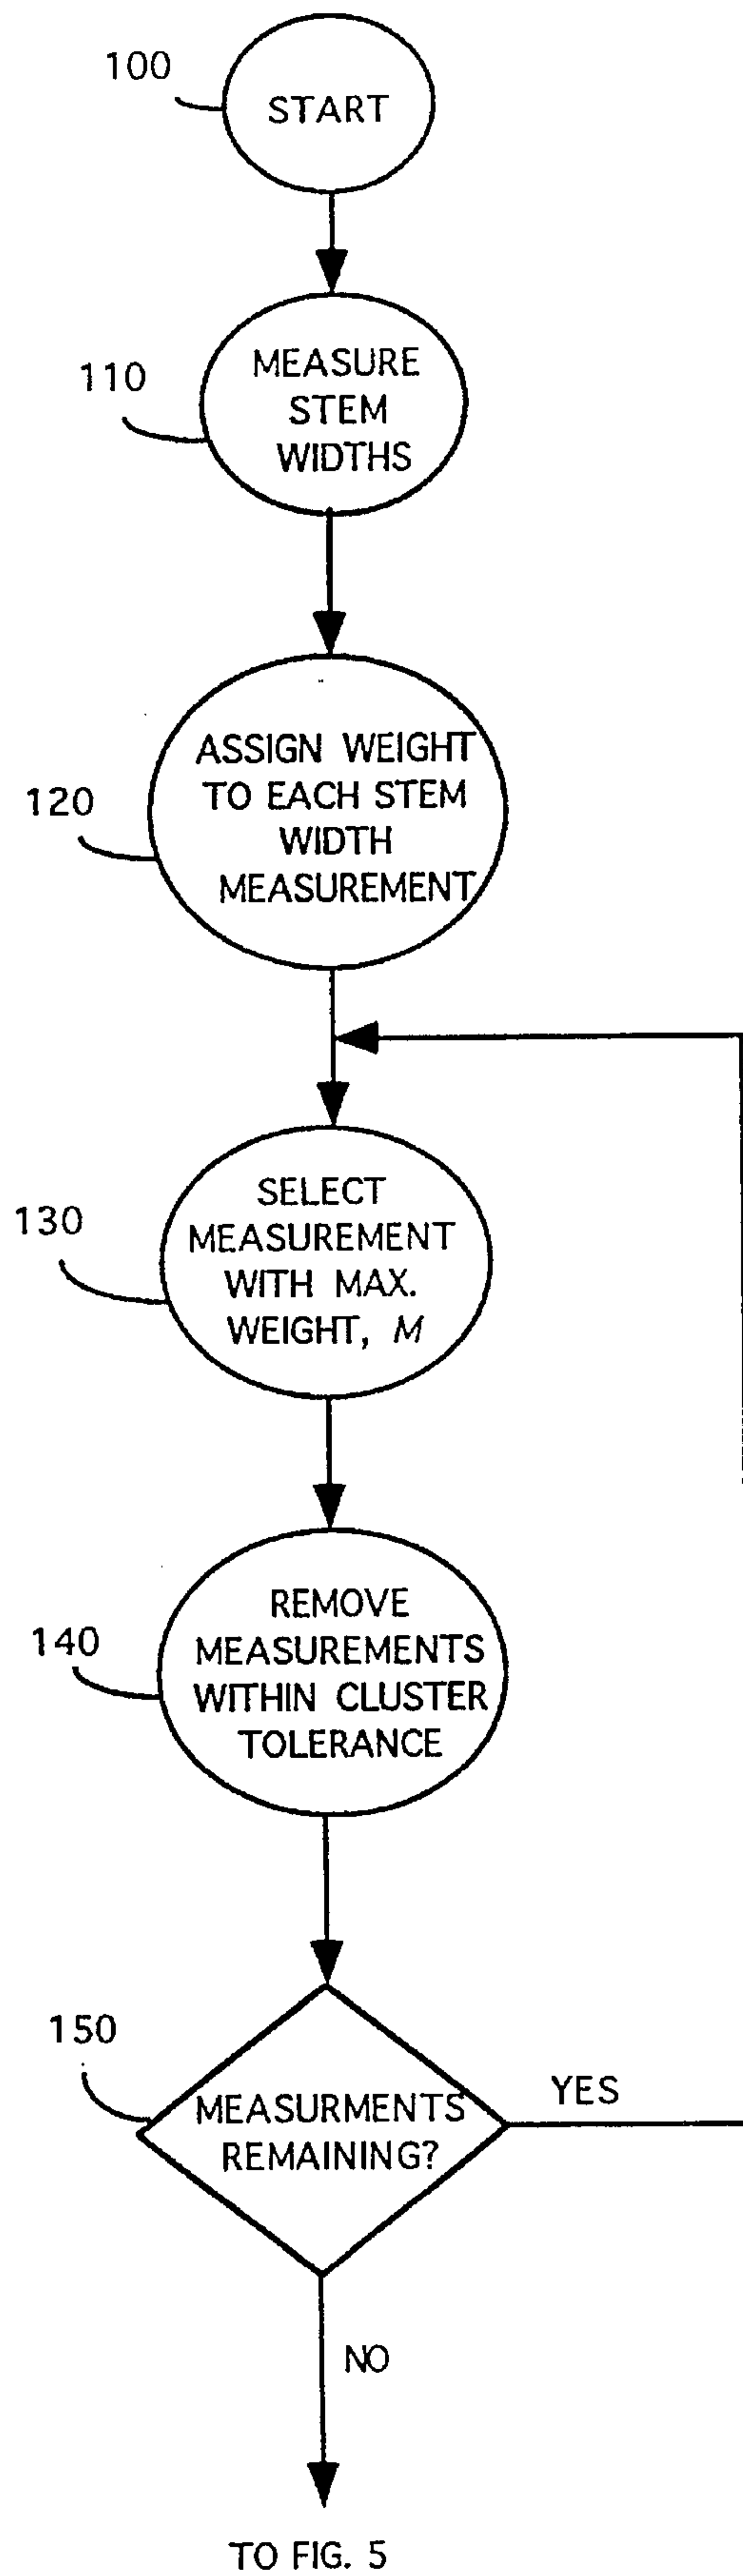 100
START
110
MEASURE
STEM
WIDTHS
120
ASSIGN WEIGHT
TO EACH STEM
WIDTH
MEASUREMENT
130
SELECT
MEASUREMENT
WITH MAX.
WEIGHT, M
140
REMOVE
MEASUREMENTS
WITHIN CLUSTER
TOLERANCE
150
MEASURMENTS
REMAINING?
YES
NO
TO FIG. 5